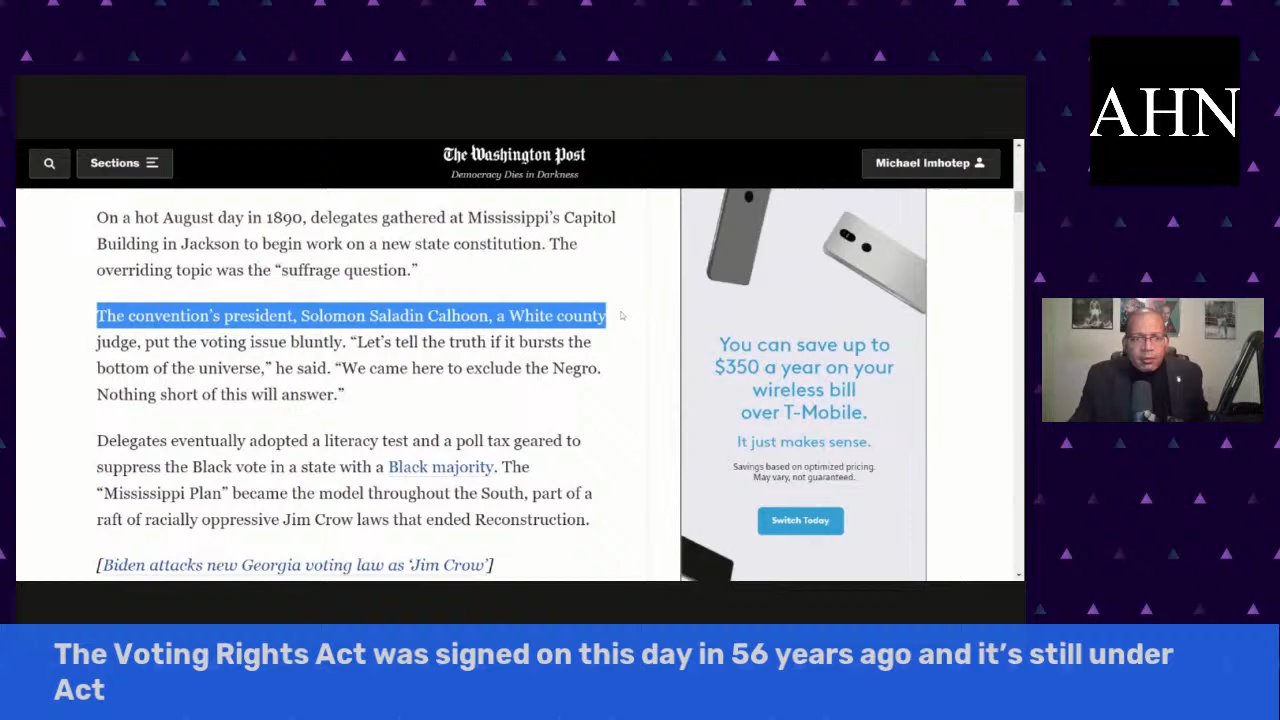 AHN
Sections
The Washington Post
Democracy Dies in Darkness
Michael Imhotep
On a hot August day in 1890, delegates gathered at Mississippi's Capitol
Building in Jackson to begin work on a new state constitution. The
overriding topic was the “suffrage question.”
The convention's president, Solomon Saladin Calhoon, a White county
judge, put the voting issue bluntly. “Let's tell the truth if it bursts the
bottom of the universe,” he said. “We came here to exclude the Negro.
Nothing short of this will answer.”
Delegates eventually adopted a literacy test and a poll tax geared to
suppress the Black vote in a state with a Black majority. The
“Mississippi Plan” became the model throughout the South, part of a
raft of racially oppressive Jim Crow laws that ended Reconstruction.
[Biden attacks new Georgia voting law as ‘Jim Crow’]
You can save up to
$350 a year on your
wireless bill
over T-Mobile.
It just makes sense.
Savings based on optimized pricing.
May vary, not guaranteed.
Switch Today
The Voting Rights Act was signed on this day in 56 years ago and it's still under
Act